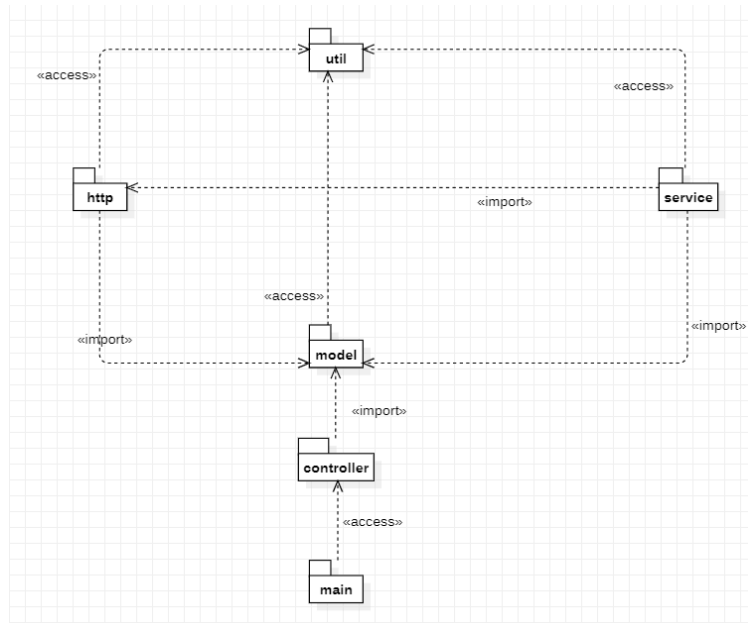 util
«access»
«access»
http
service
«import»
«access»
«import»
«import»
model
«import»
controller
«access»
main